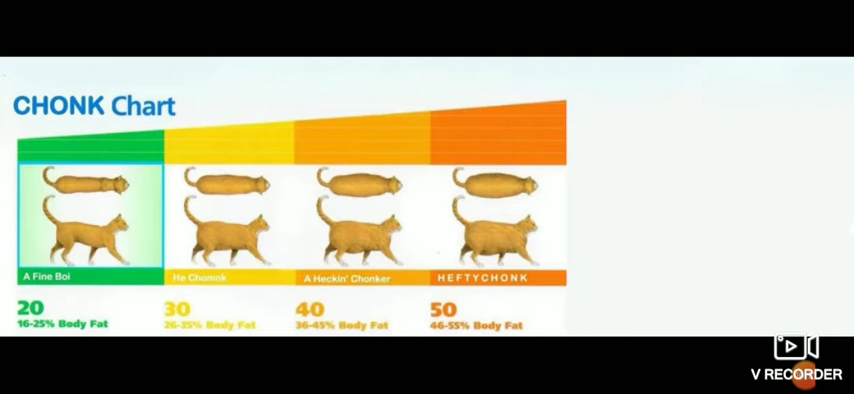 CHONK Chart
A Fine Boi
He Chomnk
A Heckin' Chonker
HEFTYCHONK
20
16-25% Body Fat
30
26-35% Body Fat
40
36-45% Body Fat
50
46-55% Body Fat
V RECORDER